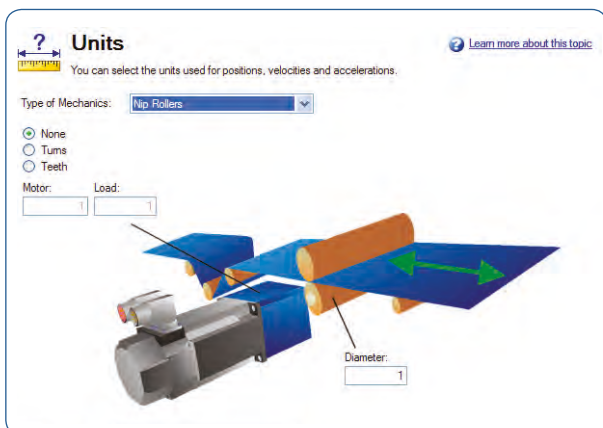 ?
Units
Learn more about this topic
You can select the units used for positions, velocities and accelerations.
Type of Mechanics: Nip Rollers
None
Turns
Teeth
Motor: Load:
1 1
Diameter:
1